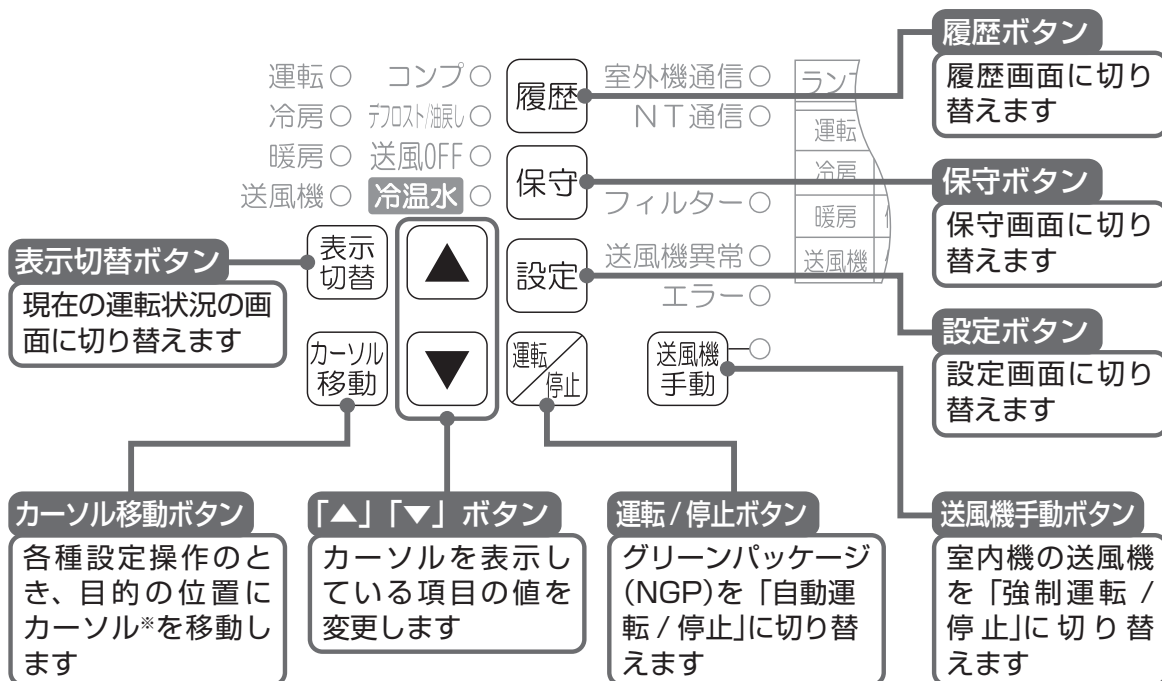 履歴ボタン
履歴画面に切り
替えます
運転 コンプ 履歴 室外機通信
冷房 デフロスト/油戻し NT通信
暖房 送風OFF 保守
送風機 冷温水 フィルター
運転
冷房
暖房
送風機
保守ボタン
保守画面に切り
替えます
表示切替ボタン
現在の運転状況の画
面に切り替えます
表示
切替
▲
設定
送風機異常
エラー
設定ボタン
設定画面に切り
替えます
カーソル
移動
▼
運転/停止
送風機
手動
カーソル移動ボタン
各種設定操作のと
き、目的の位置に
カーソル※を移動し
ます
「▲」「▼」ボタン
カーソルを表示し
ている項目の値を
変更します
運転/停止ボタン
グリーンパッケージ
(NGP)を「自動運
転/停止」に切り替
えます
送風機手動ボタン
室内機の送風機
を「強制運転/
停止」に切り替
えます